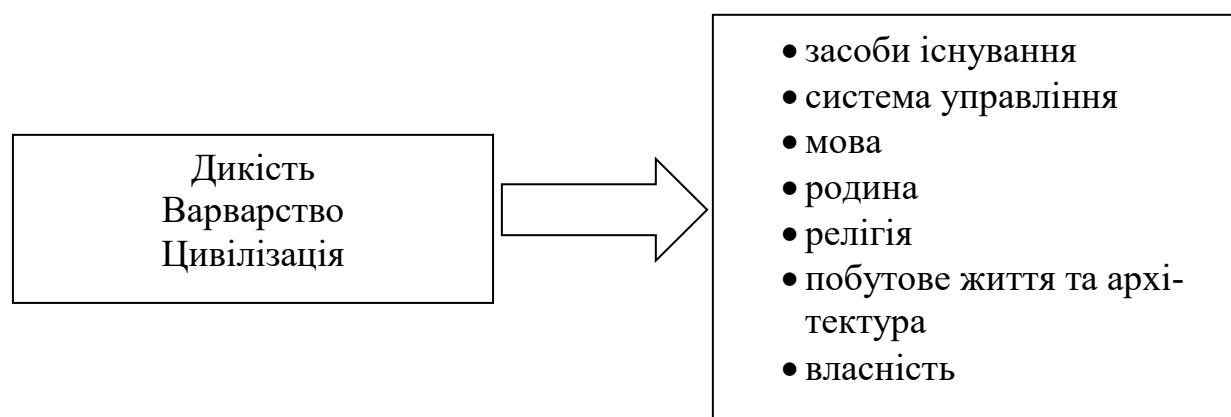 Дикість
Варварство
Цивілізація
• засоби існування
• система управління
• мова
• родина
• релігія
• побутове життя та архі-
тектура
• власність